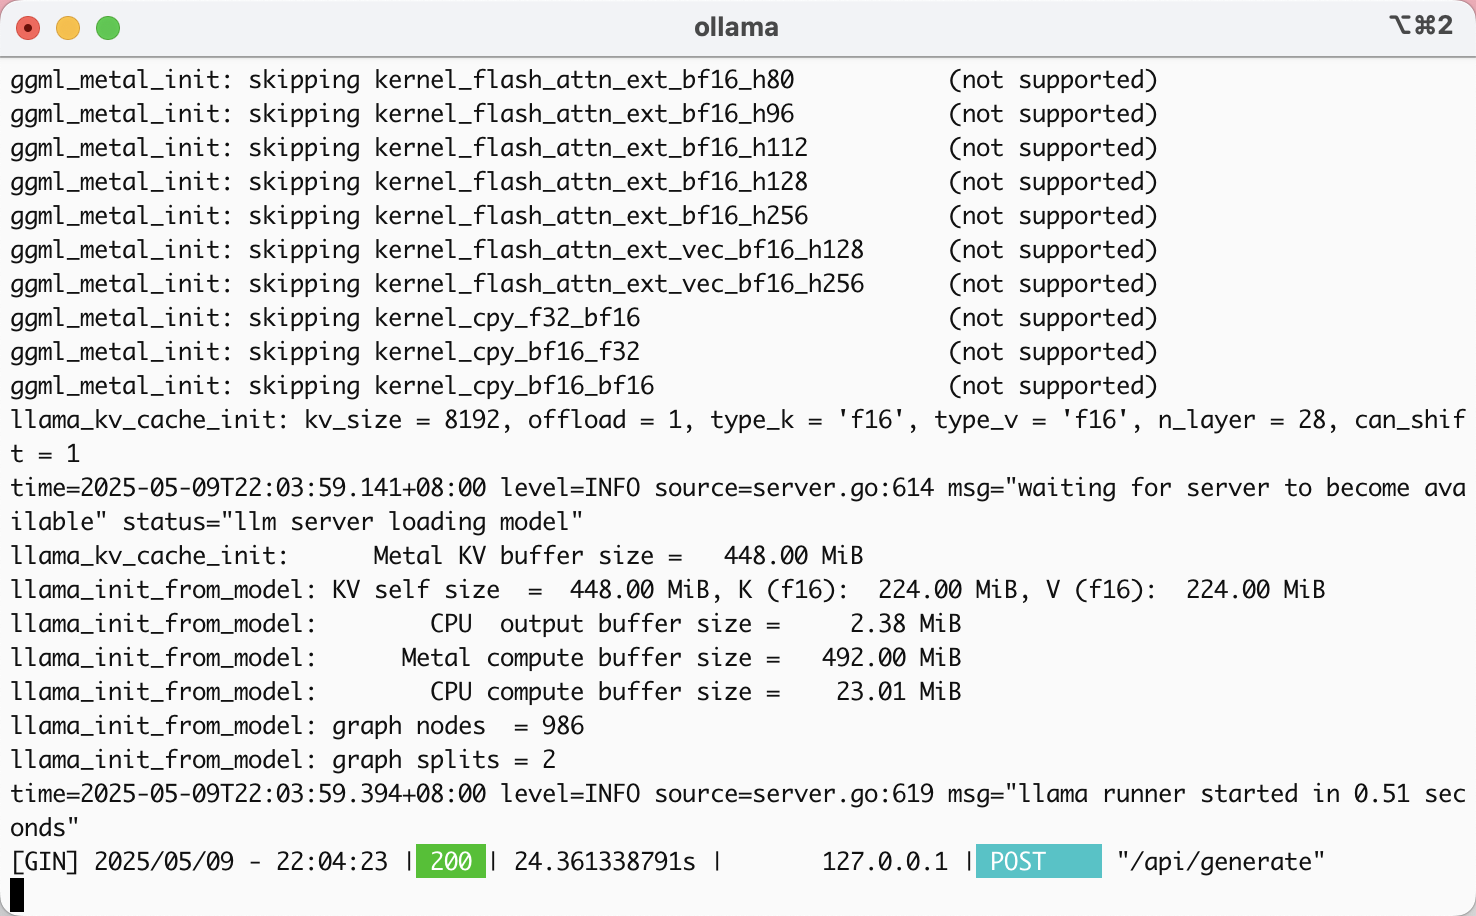 ollama
⌥⌘2
ggml_metal_init: skipping kernel_flash_attn_ext_bf16_h80           (not supported)
ggml_metal_init: skipping kernel_flash_attn_ext_bf16_h96           (not supported)
ggml_metal_init: skipping kernel_flash_attn_ext_bf16_h112          (not supported)
ggml_metal_init: skipping kernel_flash_attn_ext_bf16_h128          (not supported)
ggml_metal_init: skipping kernel_flash_attn_ext_bf16_h256          (not supported)
ggml_metal_init: skipping kernel_flash_attn_ext_vec_bf16_h128      (not supported)
ggml_metal_init: skipping kernel_flash_attn_ext_vec_bf16_h256      (not supported)
ggml_metal_init: skipping kernel_cpy_f32_bf16                      (not supported)
ggml_metal_init: skipping kernel_cpy_bf16_f32                      (not supported)
ggml_metal_init: skipping kernel_cpy_bf16_bf16                     (not supported)
llama_kv_cache_init: kv_size = 8192, offload = 1, type_k = 'f16', type_v = 'f16', n_layer = 28, can_shif
t = 1
time=2025-05-09T22:03:59.141+08:00 level=INFO source=server.go:614 msg="waiting for server to become ava
ilable" status="llm server loading model"
llama_kv_cache_init:      Metal KV buffer size =   448.00 MiB
llama_init_from_model: KV self size  =  448.00 MiB, K (f16):  224.00 MiB, V (f16):  224.00 MiB
llama_init_from_model:        CPU  output buffer size =     2.38 MiB
llama_init_from_model:      Metal compute buffer size =   492.00 MiB
llama_init_from_model:        CPU compute buffer size =    23.01 MiB
llama_init_from_model: graph nodes  = 986
llama_init_from_model: graph splits = 2
time=2025-05-09T22:03:59.394+08:00 level=INFO source=server.go:619 msg="llama runner started in 0.51 sec
onds"
[GIN] 2025/05/09 - 22:04:23 | 200 | 24.361338791s |       127.0.0.1 | POST     "/api/generate"